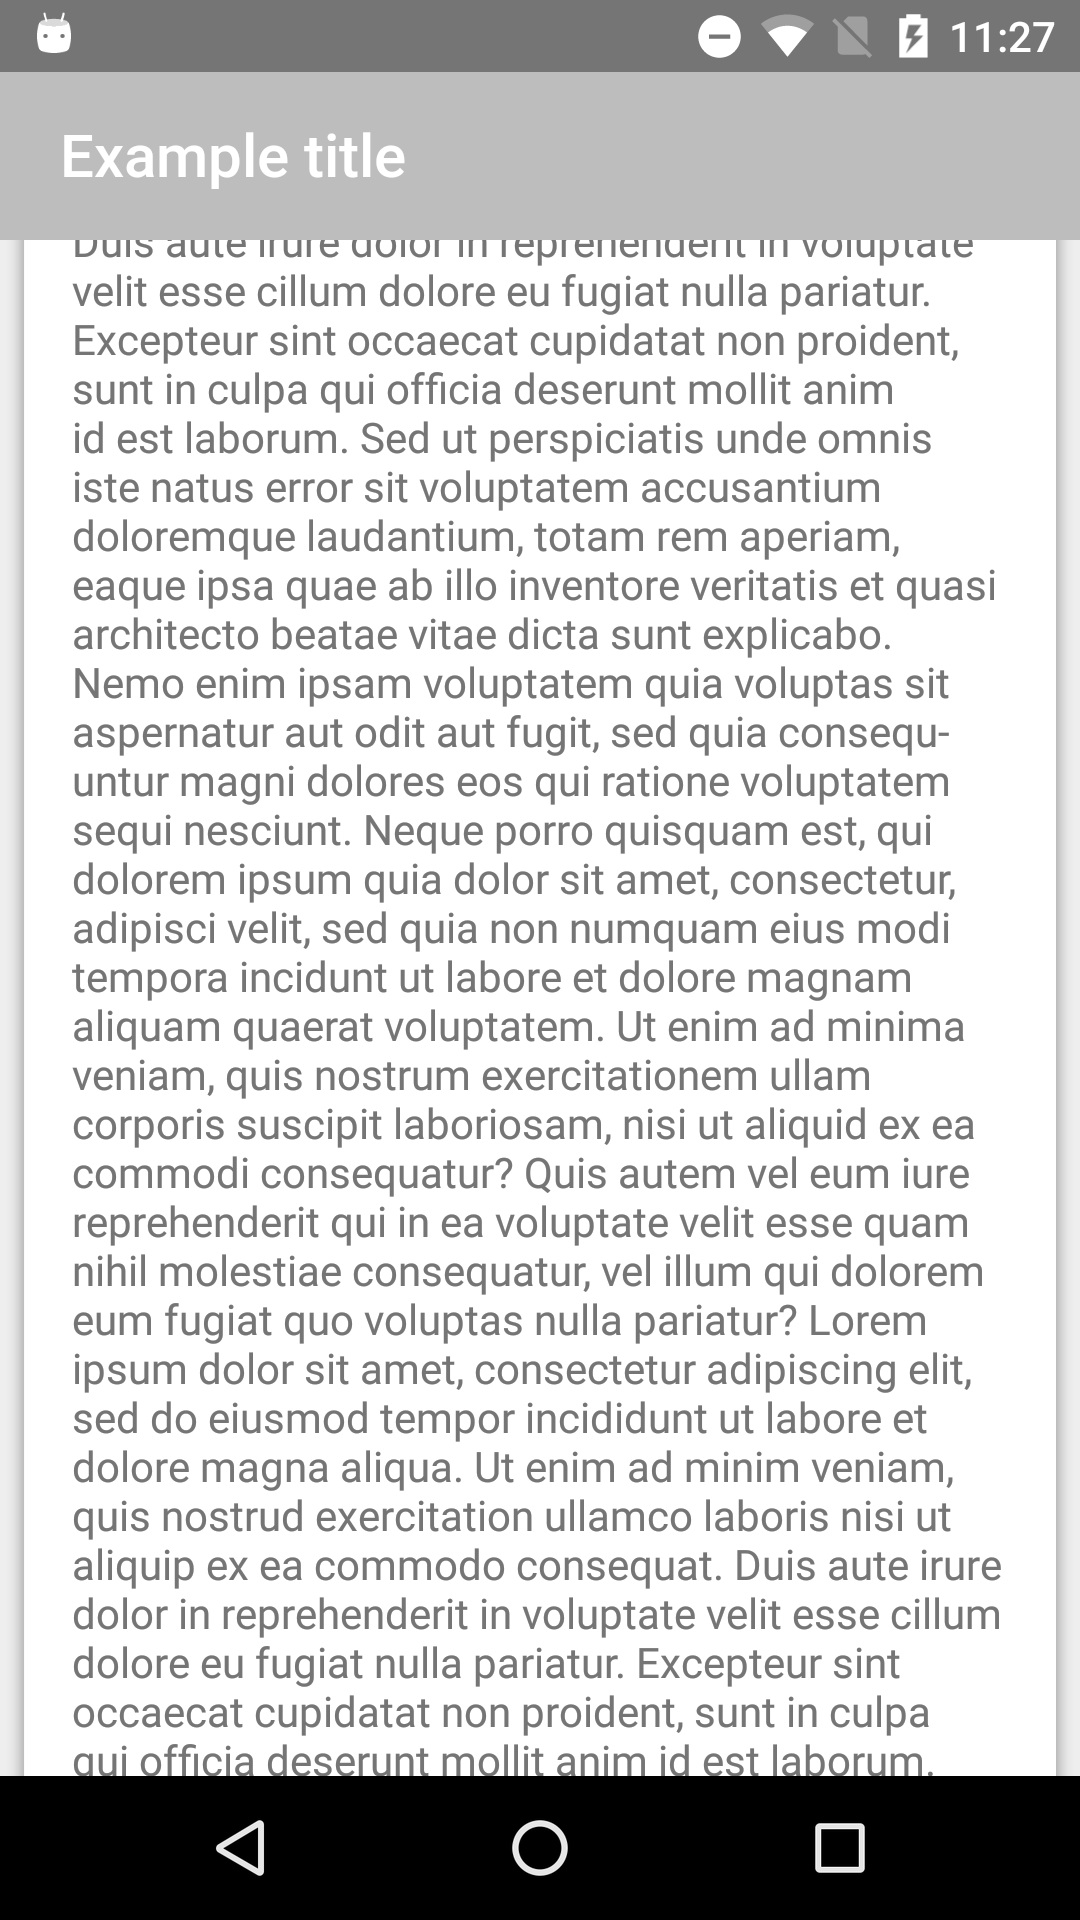 11:27
Example title
Duis aute irure dolor in reprehenderit in voluptate
velit esse cillum dolore eu fugiat nulla pariatur.
Excepteur sint occaecat cupidatat non proident,
sunt in culpa qui officia deserunt mollit anim
id est laborum. Sed ut perspiciatis unde omnis
iste natus error sit voluptatem accusantium
doloremque laudantium, totam rem aperiam,
eaque ipsa quae ab illo inventore veritatis et quasi
architecto beatae vitae dicta sunt explicabo.
Nemo enim ipsam voluptatem quia voluptas sit
aspernatur aut odit aut fugit, sed quia consequ-
untur magni dolores eos qui ratione voluptatem
sequi nesciunt. Neque porro quisquam est, qui
dolorem ipsum quia dolor sit amet, consectetur,
adipisci velit, sed quia non numquam eius modi
tempora incidunt ut labore et dolore magnam
aliquam quaerat voluptatem. Ut enim ad minima
veniam, quis nostrum exercitationem ullam
corporis suscipit laboriosam, nisi ut aliquid ex ea
commodi consequatur? Quis autem vel eum iure
reprehenderit qui in ea voluptate velit esse quam
nihil molestiae consequatur, vel illum qui dolorem
eum fugiat quo voluptas nulla pariatur? Lorem
ipsum dolor sit amet, consectetur adipiscing elit,
sed do eiusmod tempor incididunt ut labore et
dolore magna aliqua. Ut enim ad minim veniam,
quis nostrud exercitation ullamco laboris nisi ut
aliquip ex ea commodo consequat. Duis aute irure
dolor in reprehenderit in voluptate velit esse cillum
dolore eu fugiat nulla pariatur. Excepteur sint
occaecat cupidatat non proident, sunt in culpa
qui officia deserunt mollit anim id est laborum.